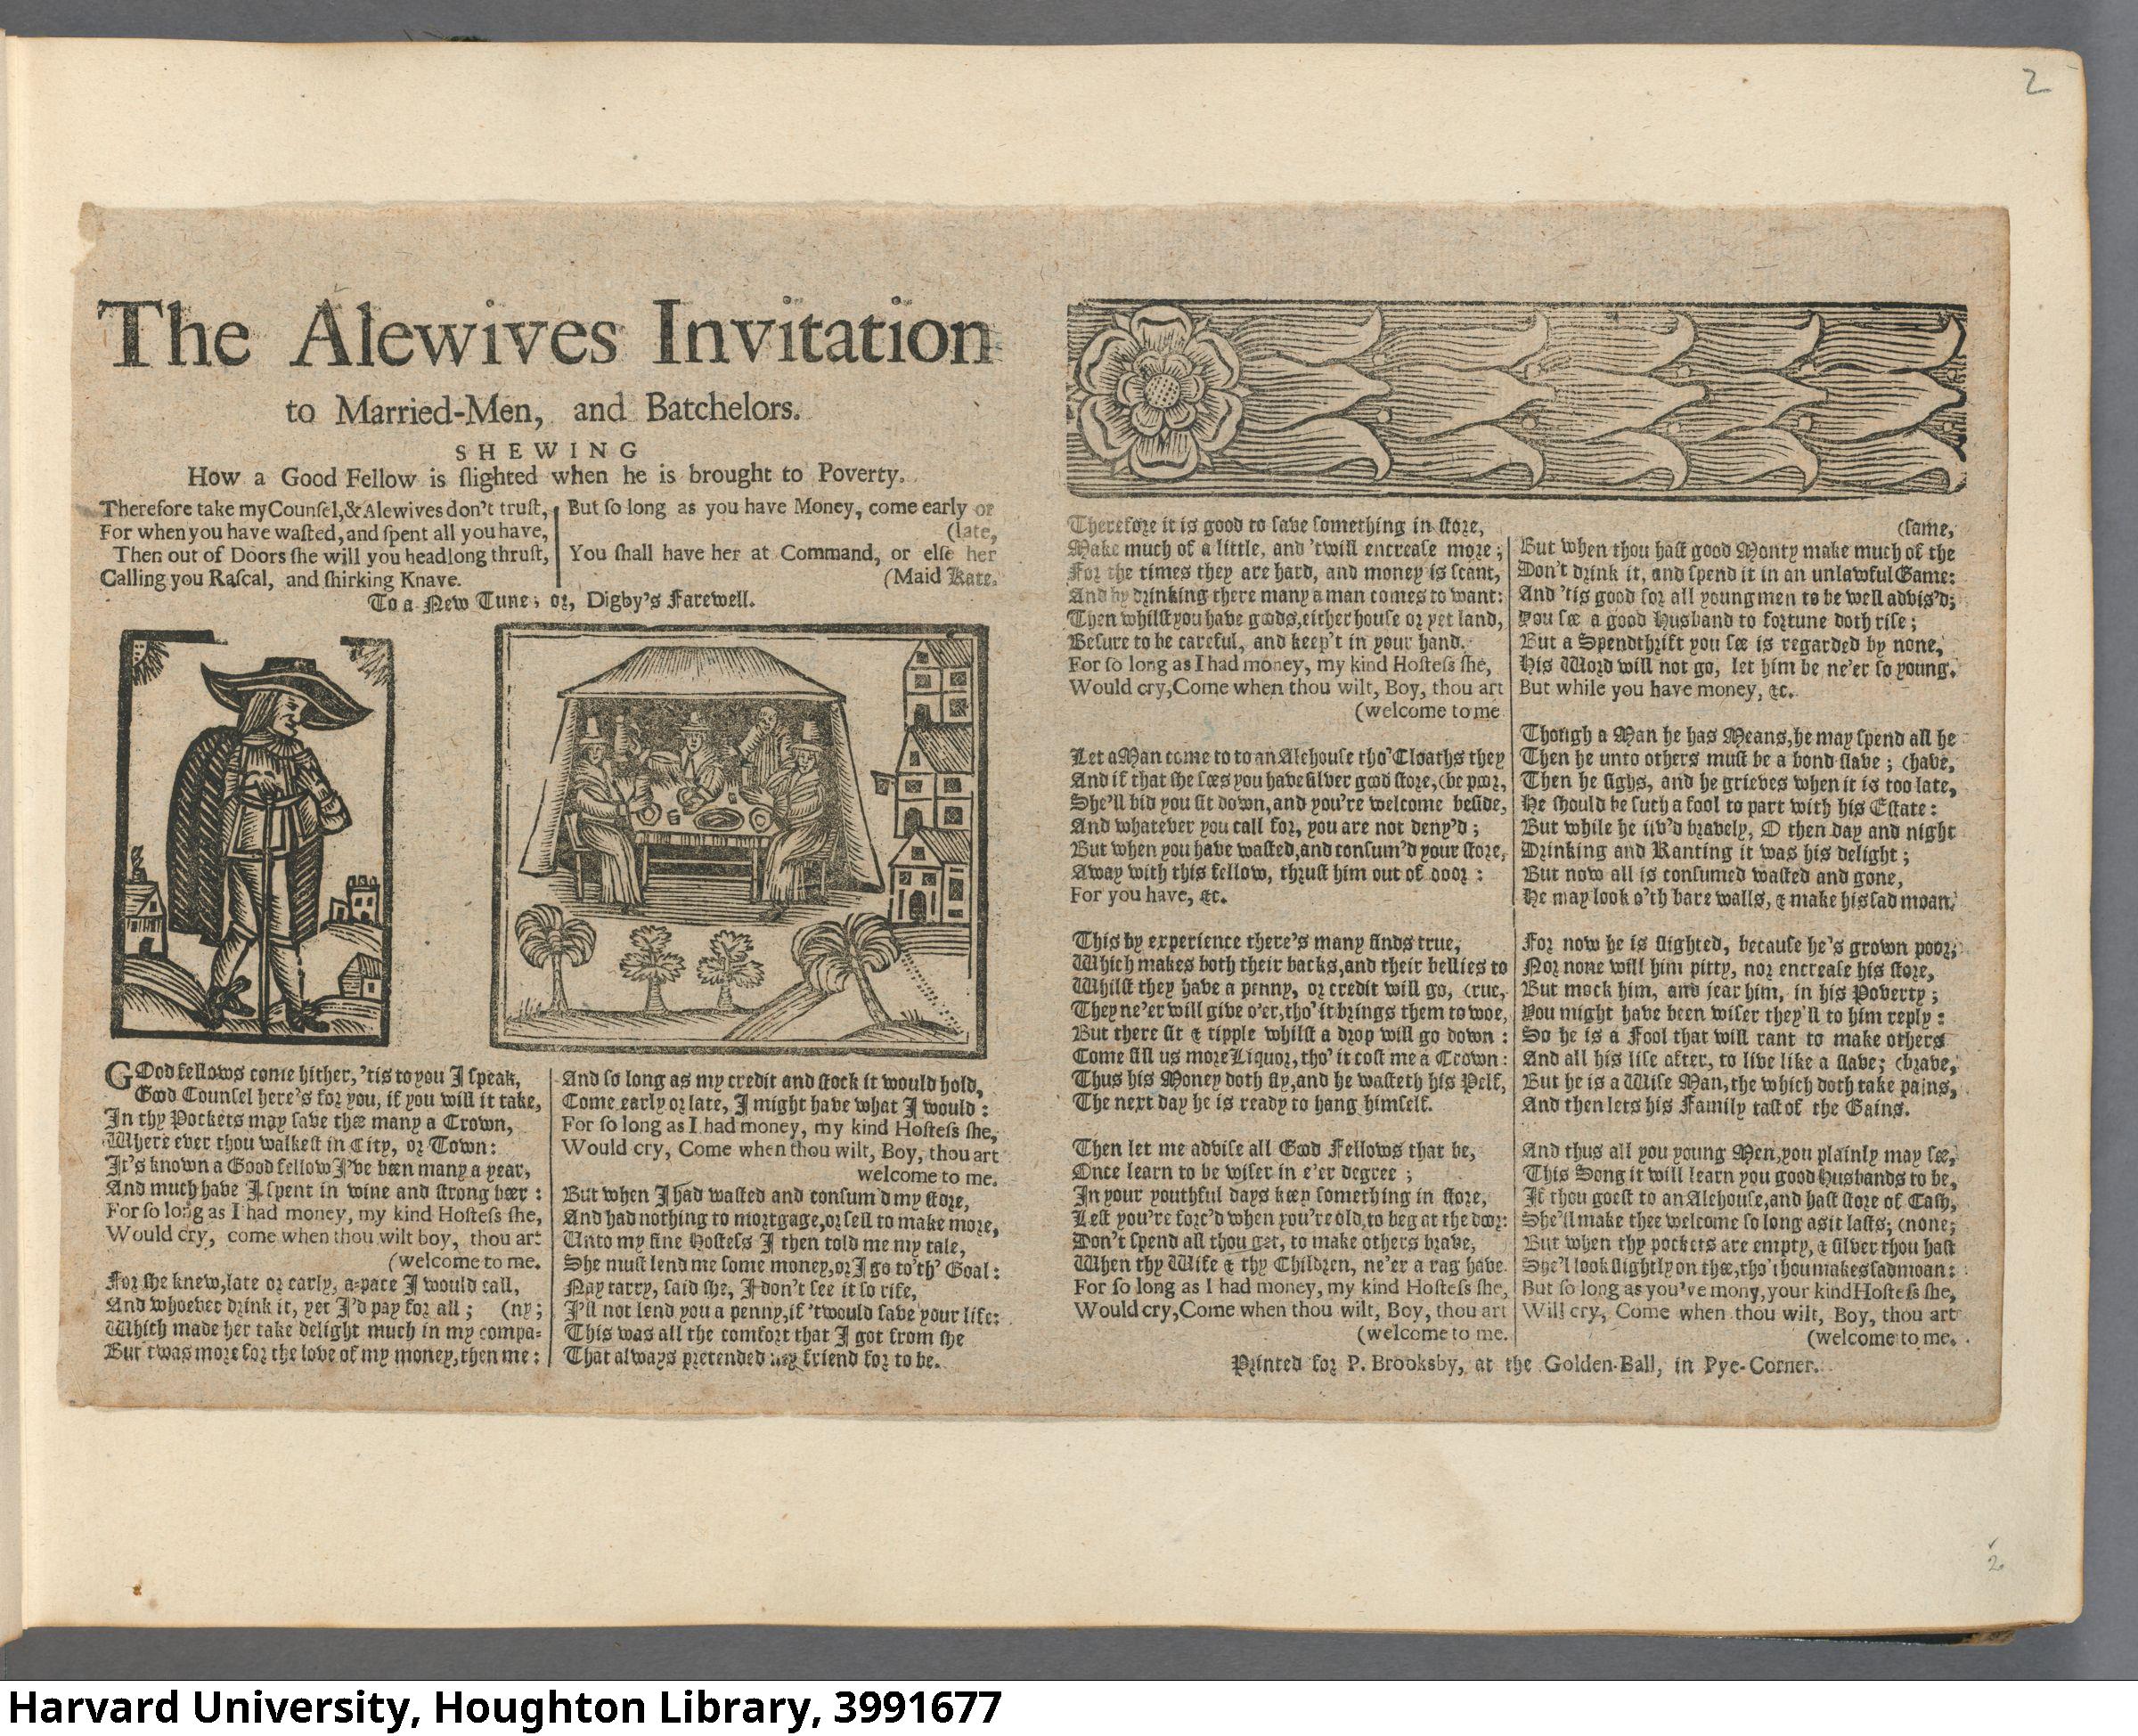 2
The Alewives Invitation
to Married-Men, and Batchelors.
SHEWING
How a Good Fellow is ſlighted when he is brought to Poverty.
Therefore take my Counſel, & Alewives don't truſt,
For when you have waſted, and ſpent all you have,
Then out of Doors ſhe will you headlong thruſt,
Calling you Raſcal, and ſhirking Knave.
But ſo long as you have Money, come early or
(late,
You ſhall have her at Command, or elſe her
(Maid Kate.
To a New Tune; or, Digby's Farewell.
GOod fellows come hither, 'tis to you I ſpeak,
Good Counſel here's for you, if you will it take,
In thy Pockets may ſave thee many a Crown,
Where ever thou walkeſt in City, or Town:
It's known a Good fellow I've been many a year,
And much have I ſpent in wine and ſtrong beer:
For ſo long as I had money, my kind Hoſteſs ſhe,
Would cry, come when thou wilt boy, thou art
(welcome to me.
For ſhe knew, late or early, a-pace I would call,
And whoever drink it, yet I'd pay for all; (ny;
Which made her take delight much in my compa-
But twas more for the love of my money, then me:
And ſo long as my credit and ſtock it would hold,
Come early or late, I might have what I would:
For ſo long as I had money, my kind Hoſteſs ſhe,
Would cry, Come when thou wilt, Boy, thou art
welcome to me.
But when I had waſted and conſum'd my ſtore,
And had nothing to mortgage, or ſell to make more,
Unto my fine Hoſteſs I then told me my tale,
She muſt lend me ſome money, or I go to'th' Goal:
Nay tarry, ſaid ſhe, I don't ſee it ſo rife,
I'll not lend you a penny, if 'twould ſave your life:
This was all the comfort that I got from ſhe
That always pretended my friend for to be.
Therefore it is good to ſave ſomething in ſtore,
Make much of a little, and 'twill encreaſe more;
For the times they are hard, and money is ſcant,
And by drinking there many a man comes to want:
Then whilſt you have goods, either houſe or yet land,
Beſure to be careful, and keep't in your hand.
For ſo long as I had money, my kind Hoſteſs ſhe,
Would cry, Come when thou wilt, Boy, thou art
(welcome to me
Let a Man come to to an Alehouſe tho' Cloaths they
And if that ſhe ſees you have ſilver good ſtore, (be poor,
She'll bid you ſit down, and you're welcome beſide,
And whatever you call for, you are not deny'd;
But when you have waſted, and conſum'd your ſtore,
Away with this fellow, thruſt him out of door:
For you have, &c.
This by experience there's many finds true,
Which makes both their backs, and their bellies to
Whilſt they have a penny, or credit will go, (rue,
They ne'er will give o'er, tho' it brings them to woe,
But there ſit & tipple whilſt a drop will go down:
Come fill us more Liquor, tho' it coſt me a Crown:
Thus his Money doth fly, and he waſteth his Pelf,
The next day he is ready to hang himſelf.
Then let me adviſe all Good Fellows that be,
Once learn to be wiſer in e'er degree;
In your youthful days keep ſomething in ſtore,
Leſt you're forc'd when you're old, to beg at the door:
Don't ſpend all thou get, to make others brave,
When thy Wife & thy Children, ne'er a rag have.
For ſo long as I had money, my kind Hoſteſs ſhe,
Would cry, Come when thou wilt, Boy, thou art
(welcome to me.
(ſame,
But when thou haſt good Monty make much of the
Don't drink it, and ſpend it in an unlawful Game:
And 'tis good for all young men to be well advis'd;
You ſee a good Husband to fortune doth riſe;
But a Spendthrift you ſee is regarded by none,
His Word will not go, let him be ne'er ſo young.
But while you have money, &c.
Though a Man he has Means, he may ſpend all he
Then he unto others muſt be a bond-ſlave; (have,
Then he ſighs, and he grieves when it is too late,
He ſhould be ſuch a fool to part with his Eſtate:
But while he liv'd bravely, O then day and night
Drinking and Ranting it was his delight;
But now all is conſumed waſted and gone,
He may look o'th bare walls, & make his ſad moan.
For now he is ſlighted, becauſe he's grown poor;
Nor none will him pitty, nor encreaſe his ſtore,
But mock him, and jear him, in his Poverty;
You might have been wiſer they'll to him reply:
So he is a Fool that will rant to make others
And all his life after, to live like a ſlave; (brave,
But he is a Wiſe Man, the which doth take pains,
And then lets his Family taſt of the Gains.
And thus all you young Men, you plainly may ſee,
This Song it will learn you good Husbands to be,
If thou goeſt to an Alehouſe, and haſt ſtore of Caſh,
She'll make thee welcome ſo long as it laſts; (none;
But when thy pockets are empty, & ſilver thou haſt
She'l look ſlightly on thee, tho' thou makes ſad moan:
But ſo long as you've mony, your kind Hoſteſs ſhe,
Will cry, Come when thou wilt, Boy, thou art
(welcome to me.
Printed for P. Brooksby, at the Golden-Ball, in Pye-Corner.
2
Harvard University, Houghton Library, 3991677